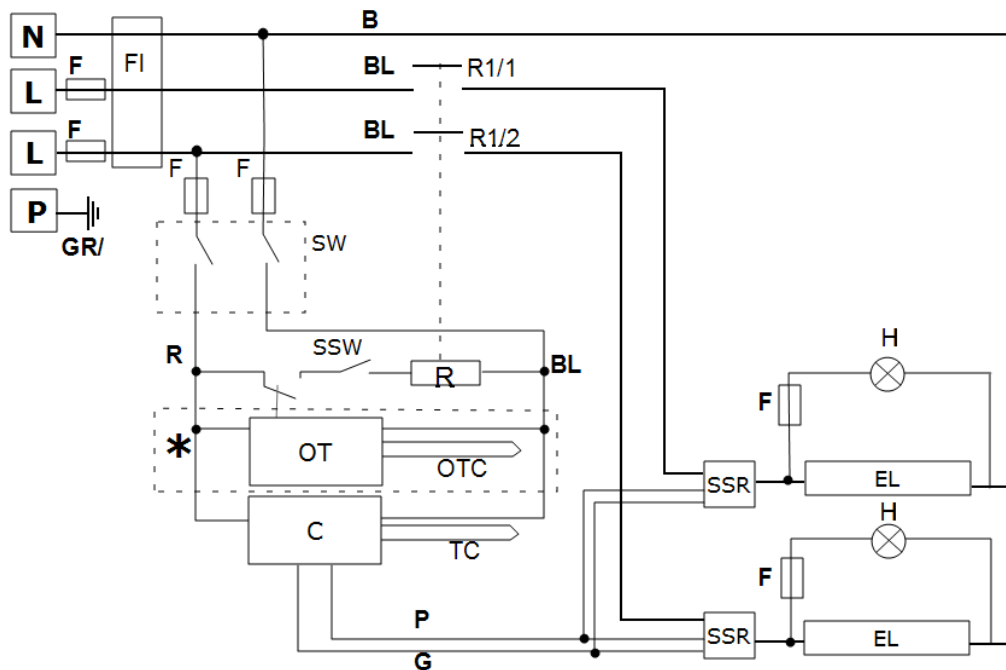 N B
F FI BL R1/1
L
F BL R1/2
L
F F
P
GR/ SW
R SSW R BL H
F
* OT OTC
SSR EL
C TC H
F
P SSR EL
G